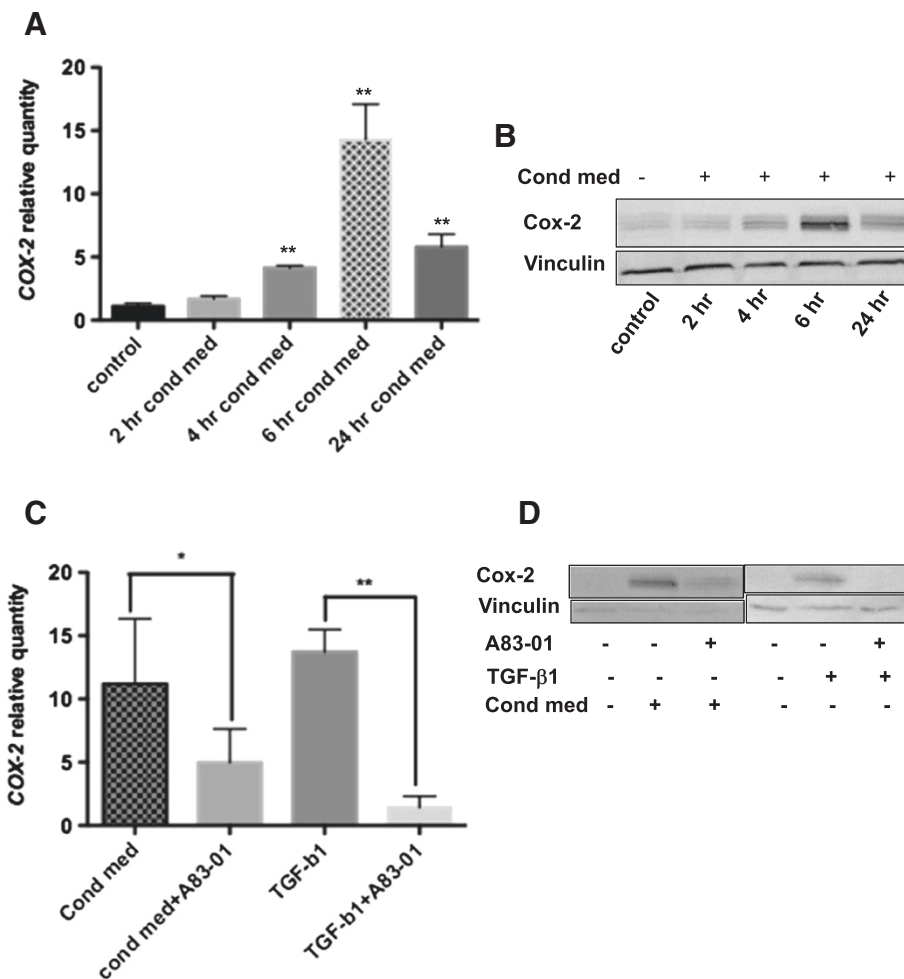 A
COX-2 relative quantity
20
15
10
5
0
**
**
**
control
2 hr cond med
4 hr cond med
6 hr cond med
24 hr cond med
B
Cond med - + + + +
Cox-2
Vinculin
control
2 hr
4 hr
6 hr
24 hr
C
COX-2 relative quantity
20
15
10
5
0
*
**
Cond med
cond med+A83-01
TGF-b1
TGF-b1+A83-01
D
Cox-2
Vinculin
A83-01 - - + - - +
TGF-β1 - - - - + +
Cond med - + + - - -